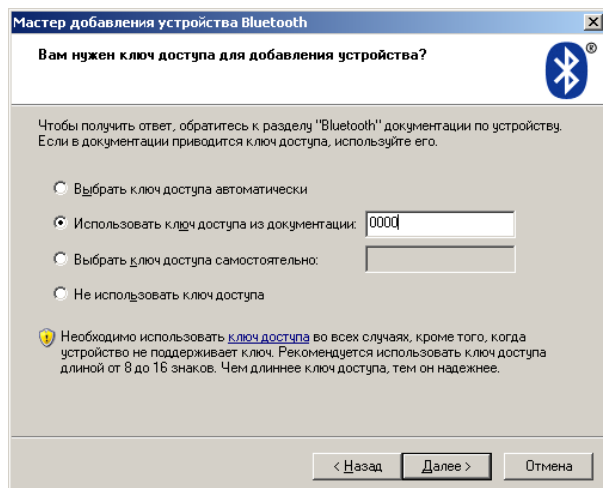 Мастер добавления устройства Bluetooth
Вам нужен ключ доступа для добавления устройства?
®
Чтобы получить ответ, обратитесь к разделу "Bluetooth" документации по устройству.
Если в документации приводится ключ доступа, используйте его.
Выбрать ключ доступа автоматически
Использовать ключ доступа из документации: 0000
Выбрать ключ доступа самостоятельно:
Не использовать ключ доступа
Необходимо использовать ключ доступа во всех случаях, кроме того, когда
устройство не поддерживает ключ. Рекомендуется использовать ключ доступа
длиной от 8 до 16 знаков. Чем длиннее ключ доступа, тем он надежнее.
< Назад Далее > Отмена